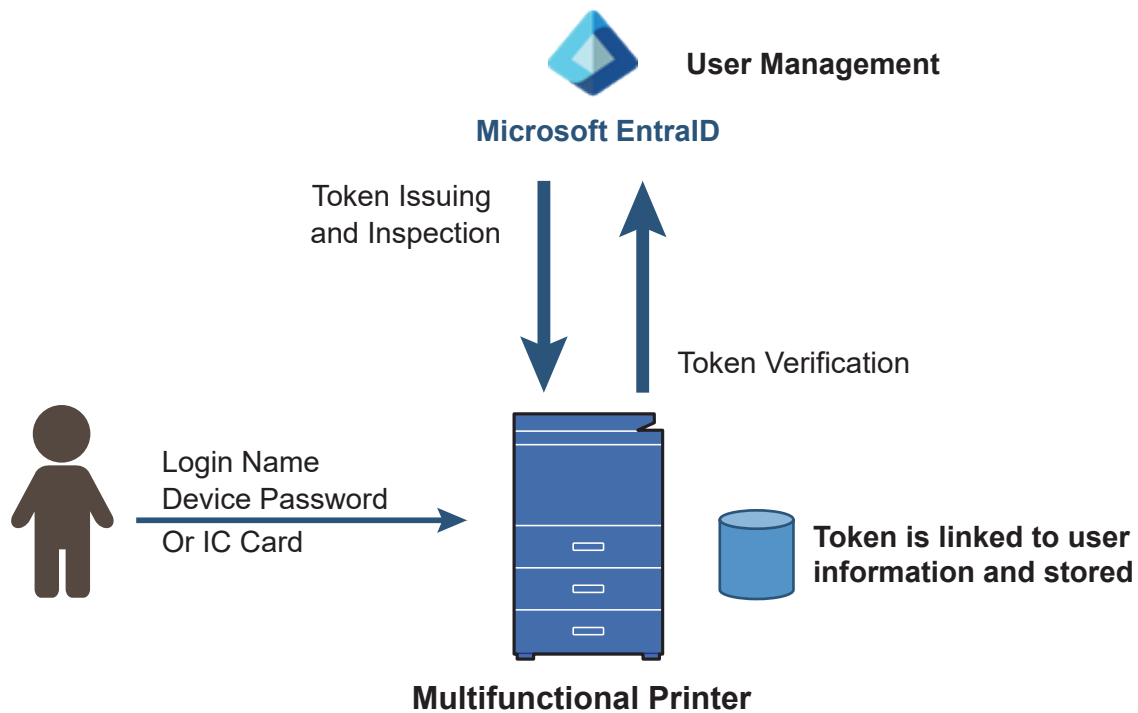 User Management
Microsoft EntraID
Token Issuing
and Inspection
Token Verification
Login Name
Device Password
Or IC Card
Token is linked to user
information and stored
Multifunctional Printer